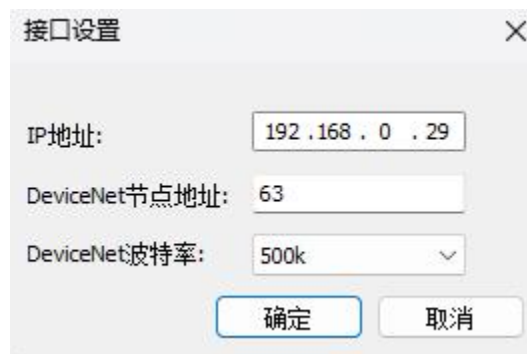 接口设置
IP地址: 192 .168 . 0 .29
DeviceNet节点地址: 63
DeviceNet波特率: 500k
确定 取消